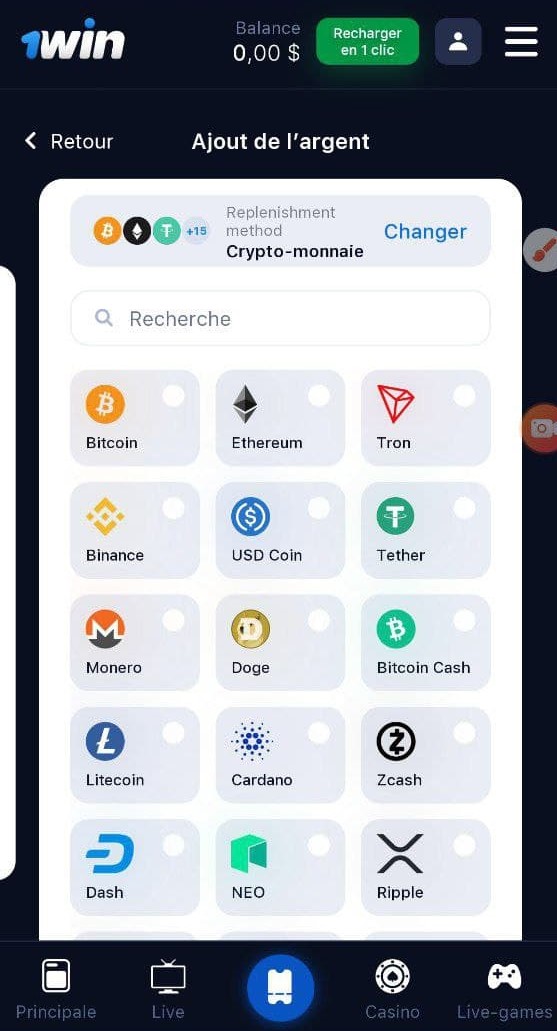 1win
Balance
0,00 $
Recharger
en 1 clic
Retour
Ajout de l’argent
+15
Replenishment
method
Crypto-monnaie
Changer
Recherche
Bitcoin
Ethereum
Tron
Binance
USD Coin
Tether
Monero
Doge
Bitcoin Cash
Litecoin
Cardano
Zcash
Dash
NEO
Ripple
Principale
Live
Casino
Live-games